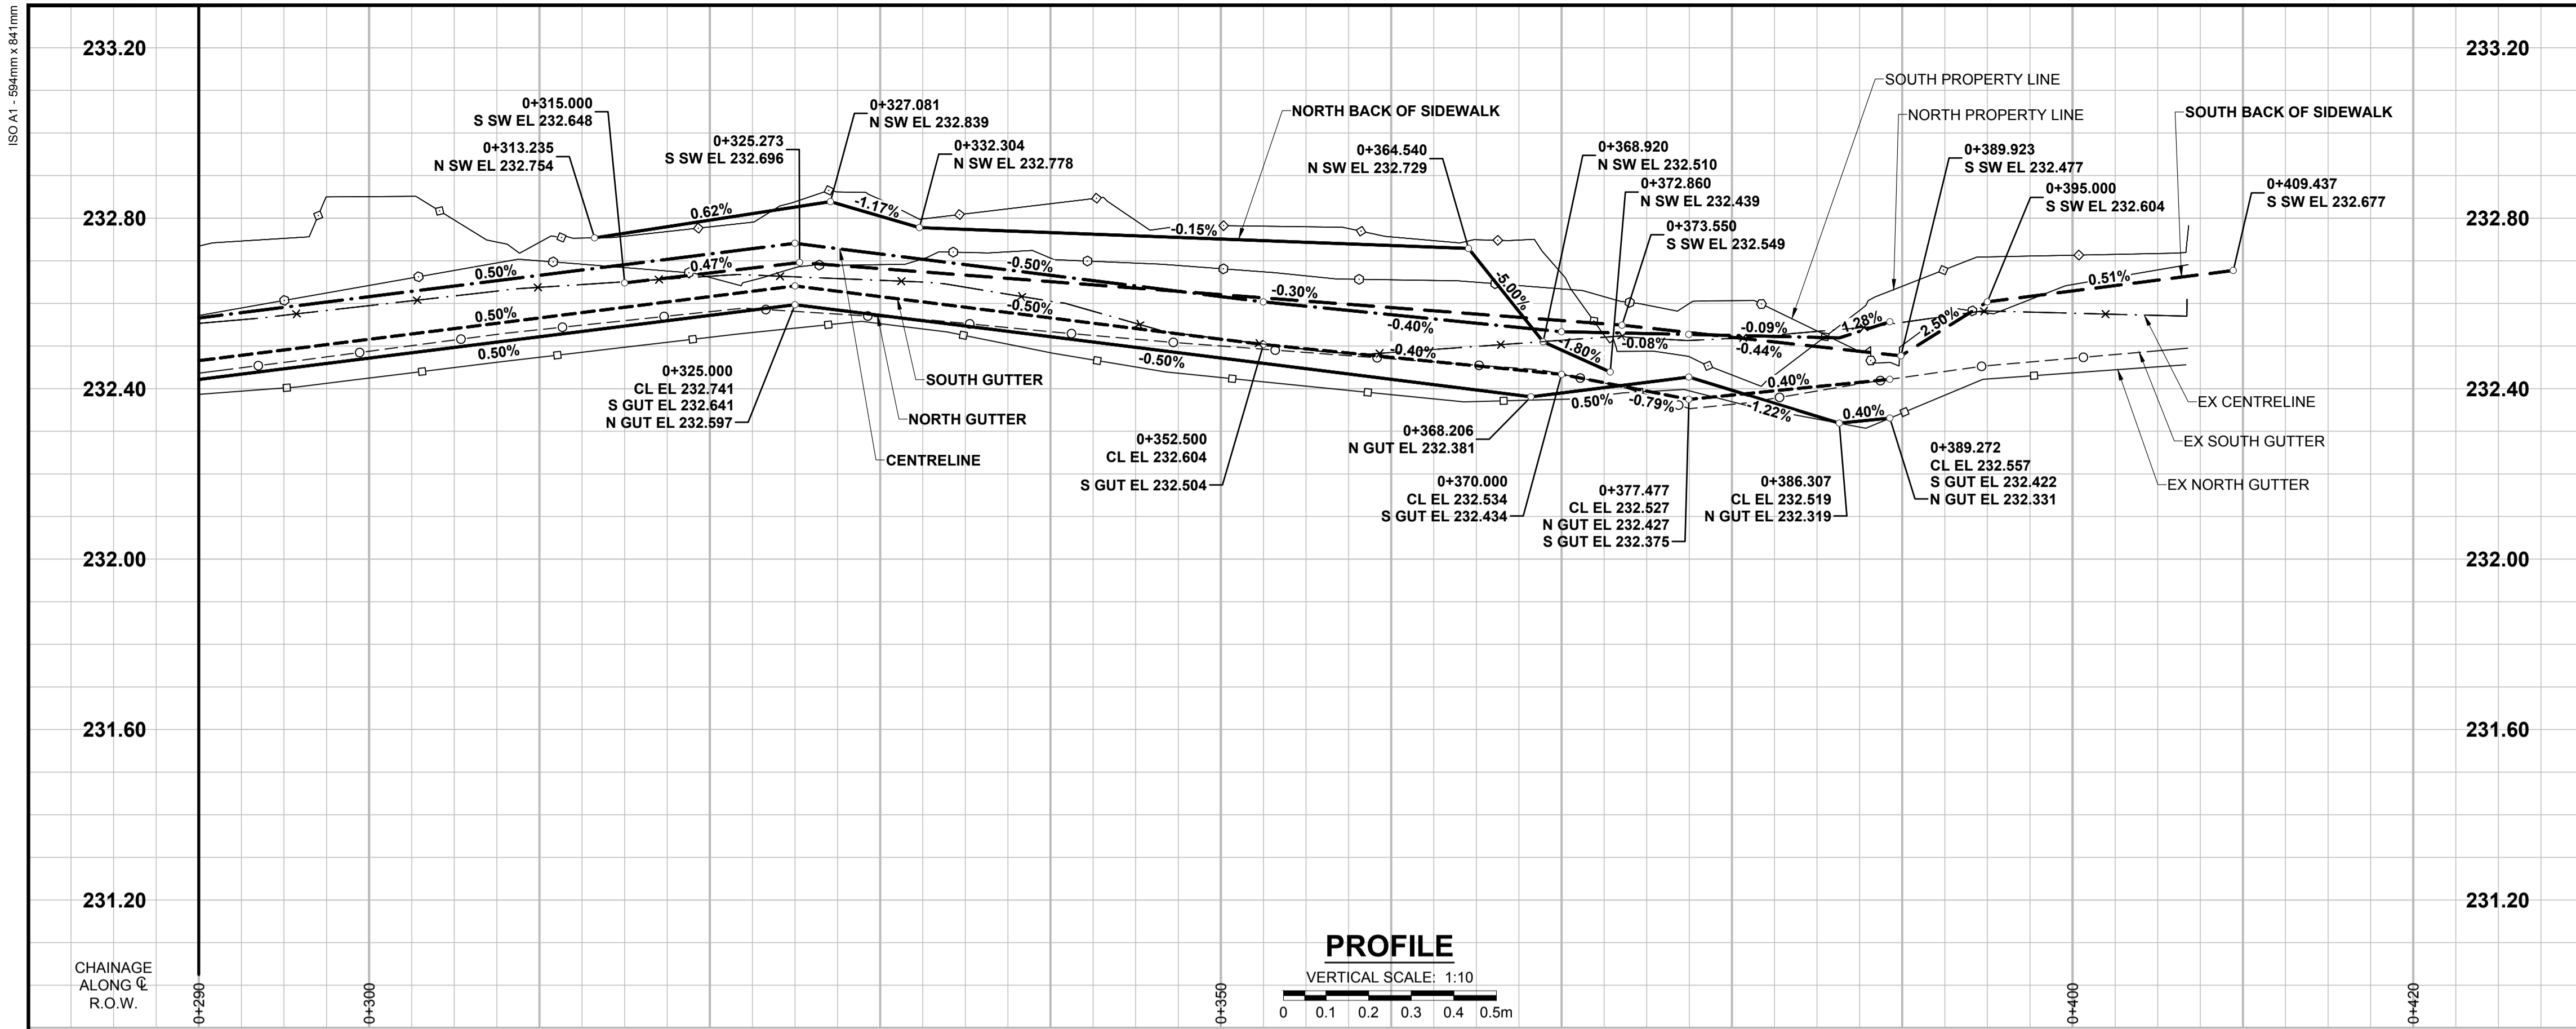 ISO A1 - 594mm x 841mm
233.20
232.80
232.40
232.00
231.60
231.20
233.20
232.80
232.40
232.00
231.60
231.20
0+315.000
S SW EL 232.648
0+313.235
N SW EL 232.754
0+325.273
S SW EL 232.696
0+327.081
N SW EL 232.839
0+332.304
N SW EL 232.778
NORTH BACK OF SIDEWALK
0+364.540
N SW EL 232.729
0+368.920
N SW EL 232.510
0+372.860
N SW EL 232.439
0+373.550
S SW EL 232.549
SOUTH PROPERTY LINE
NORTH PROPERTY LINE
0+389.923
S SW EL 232.477
0+395.000
S SW EL 232.604
SOUTH BACK OF SIDEWALK
0+409.437
S SW EL 232.677
0.62%
-1.17%
-0.15%
0.50%
0.47%
-0.50%
-0.30%
-5.00%
0.51%
0.50%
-0.50%
-0.40%
-0.09%
1.28%
2.50%
0.50%
-0.40%
-1.80%
-0.08%
-0.44%
-0.50%
0.50%
-0.79%
0.40%
-1.22%
0.40%
0+325.000
CL EL 232.741
S GUT EL 232.641
N GUT EL 232.597
SOUTH GUTTER
NORTH GUTTER
CENTRELINE
0+352.500
CL EL 232.604
S GUT EL 232.504
0+368.206
N GUT EL 232.381
0+370.000
CL EL 232.534
S GUT EL 232.434
0+377.477
CL EL 232.527
N GUT EL 232.427
S GUT EL 232.375
0+386.307
CL EL 232.519
N GUT EL 232.319
0+389.272
CL EL 232.557
S GUT EL 232.422
N GUT EL 232.331
EX CENTRELINE
EX SOUTH GUTTER
EX NORTH GUTTER
PROFILE
VERTICAL SCALE: 1:10
0 0.1 0.2 0.3 0.4 0.5m
CHAINAGE
ALONG ℄
R.O.W.
0+290
0+300
0+350
0+400
0+420